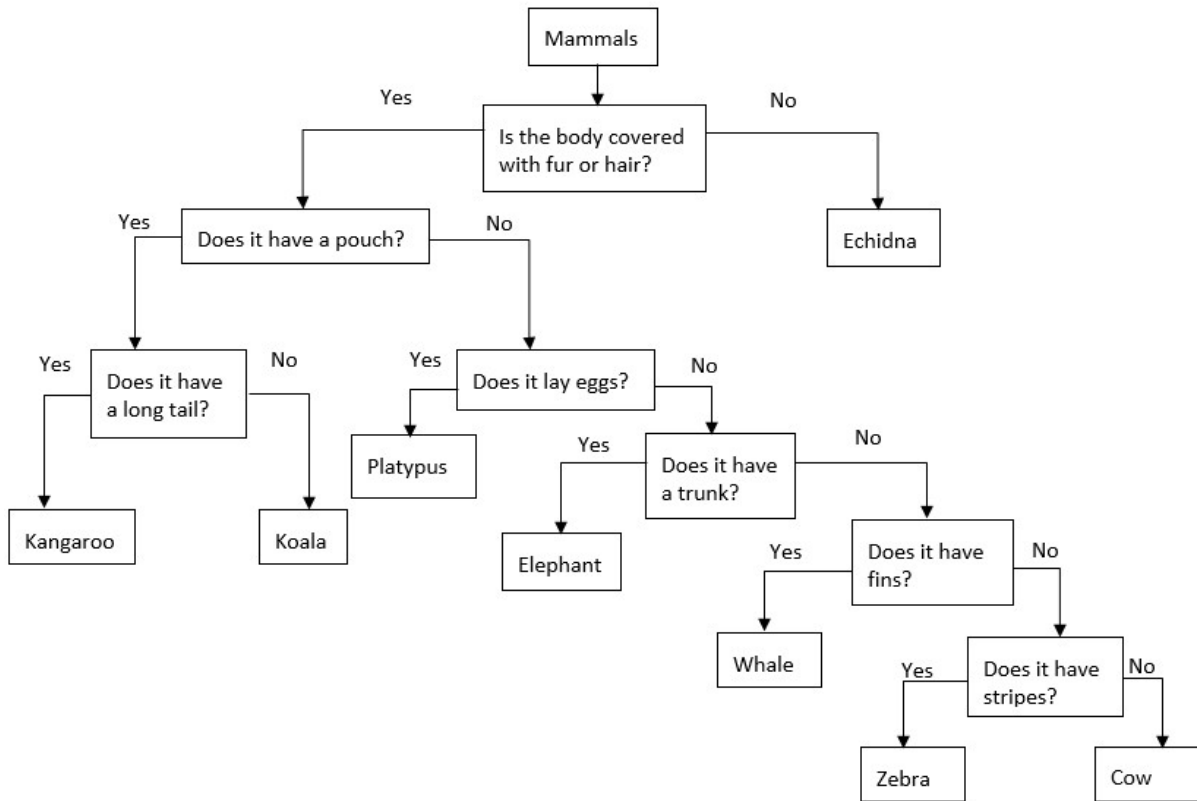 Mammals
Yes
No
Is the body covered
with fur or hair?
Yes
Does it have a pouch?
No
Echidna
Yes
Does it have
a long tail?
No
Yes
Does it lay eggs?
No
Kangaroo
Koala
Platypus
Yes
Does it have
a trunk?
No
Elephant
Yes
Does it have
fins?
No
Whale
Yes
Does it have
stripes?
No
Zebra
Cow